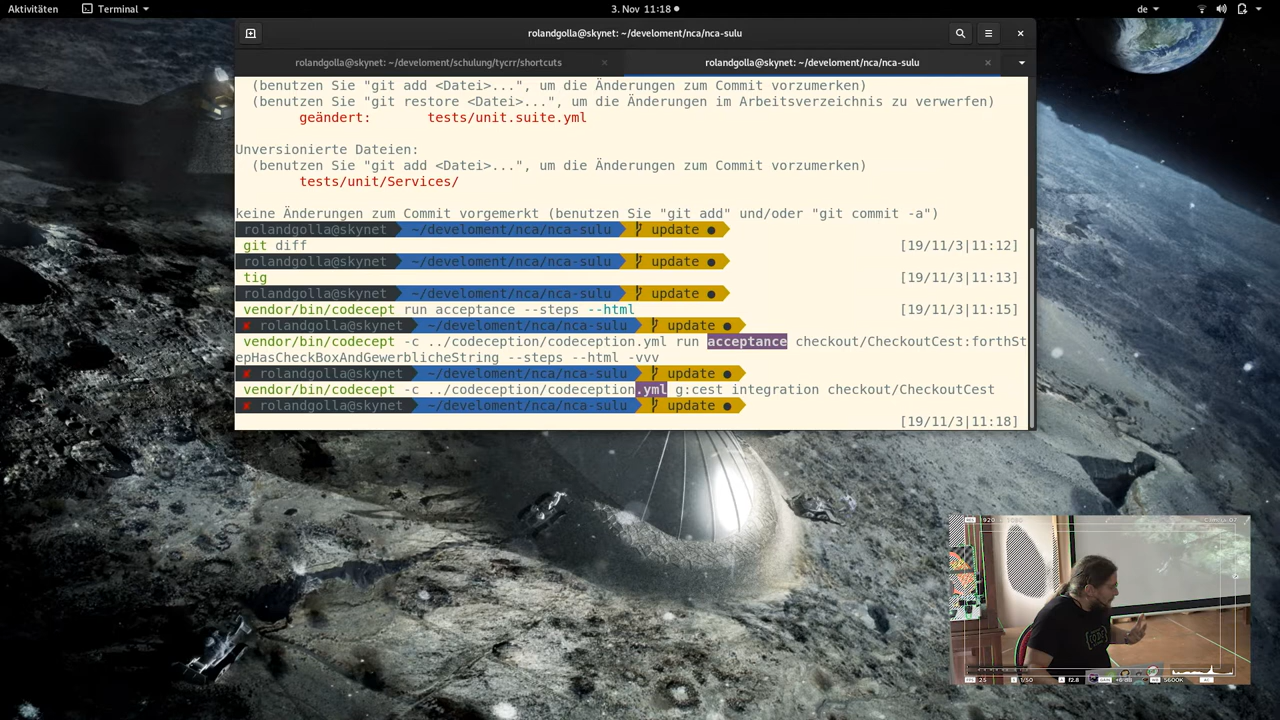 Aktivitäten Terminal 3. Nov 11:18 de
rolandgolla@skynet: ~/develoment/nca/nca-sulu
rolandgolla@skynet: ~/develoment/schulung/tycrr/shortcuts rolandgolla@skynet: ~/develoment/nca/nca-sulu
(benutzen Sie "git add <Datei>...", um die Änderungen zum Commit vorzumerken)
(benutzen Sie "git restore <Datei>...", um die Änderungen im Arbeitsverzeichnis zu verwerfen)
geändert: tests/unit.suite.yml
Unversionierte Dateien:
(benutzen Sie "git add <Datei>...", um die Änderungen zum Commit vorzumerken)
tests/unit/Services/
keine Änderungen zum Commit vorgemerkt (benutzen Sie "git add" und/oder "git commit -a")
rolandgolla@skynet ~/develoment/nca/nca-sulu update ●
git diff [19/11/3|11:12]
rolandgolla@skynet ~/develoment/nca/nca-sulu update ●
tig [19/11/3|11:13]
rolandgolla@skynet ~/develoment/nca/nca-sulu update ●
vendor/bin/codecept run acceptance --steps --html [19/11/3|11:15]
✘ rolandgolla@skynet ~/develoment/nca/nca-sulu update ●
vendor/bin/codecept -c ../codeception/codeception.yml run acceptance checkout/CheckoutCest:forthSt
epHasCheckBoxAndGewerblicheString --steps --html -vvv
✘ rolandgolla@skynet ~/develoment/nca/nca-sulu update ●
vendor/bin/codecept -c ../codeception/codeception.yml g:cest integration checkout/CheckoutCest
✘ rolandgolla@skynet ~/develoment/nca/nca-sulu update ●
[19/11/3|11:18]
25 1/50 f2.8 5600K